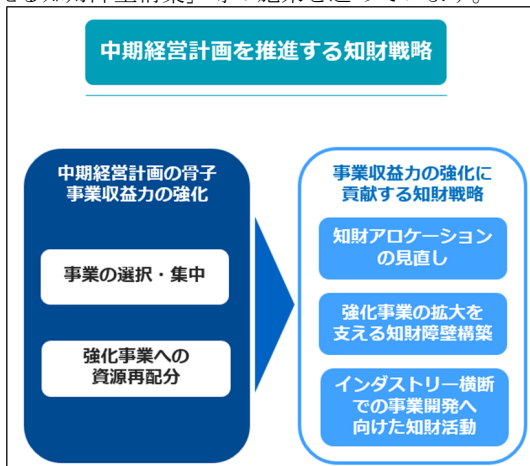 中期経営計画を推進する知財戦略
中期経営計画の骨子
事業収益力の強化
事業の選択・集中
強化事業への
資源再配分
事業収益力の強化に
貢献する知財戦略
知財アロケーション
の見直し
強化事業の拡大を
支える知財障壁構築
インダストリー横断
での事業開発へ
向けた知財活動